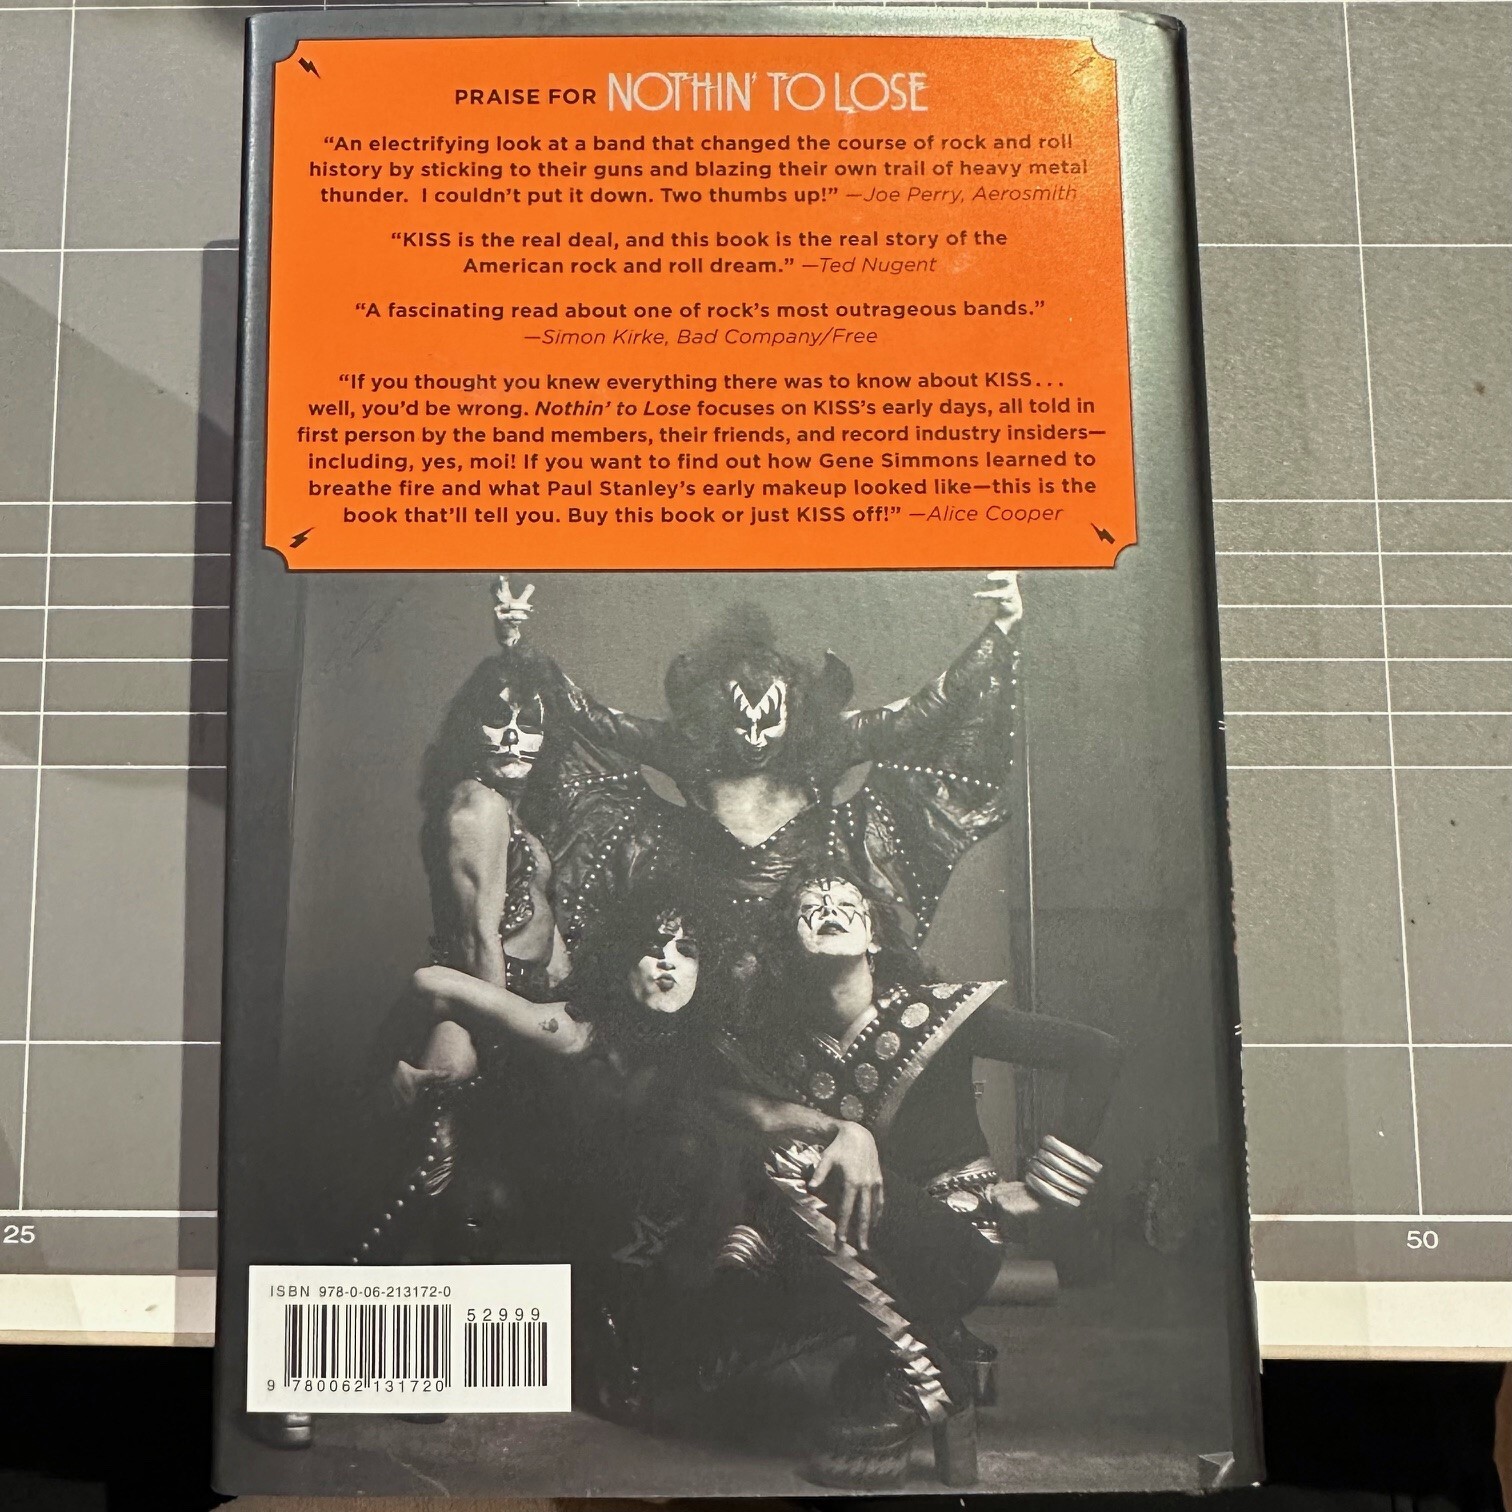 PRAISE FOR NOTHIN' TO LOSE
“An electrifying look at a band that changed the course of rock and roll
history by sticking to their guns and blazing their own trail of heavy metal
thunder. I couldn’t put it down. Two thumbs up!” —Joe Perry, Aerosmith
“KISS is the real deal, and this book is the real story of the
American rock and roll dream.” —Ted Nugent
“A fascinating read about one of rock’s most outrageous bands.”
—Simon Kirke, Bad Company/Free
“If you thought you knew everything there was to know about KISS...
well, you’d be wrong. Nothin’ to Lose focuses on KISS’s early days, all told in
first person by the band members, their friends, and record industry insiders—
including, yes, moi! If you want to find out how Gene Simmons learned to
breathe fire and what Paul Stanley’s early makeup looked like—this is the
book that’ll tell you. Buy this book or just KISS off!” —Alice Cooper
25
50
ISBN 978-0-06-213172-0
52999
9 780062 131720